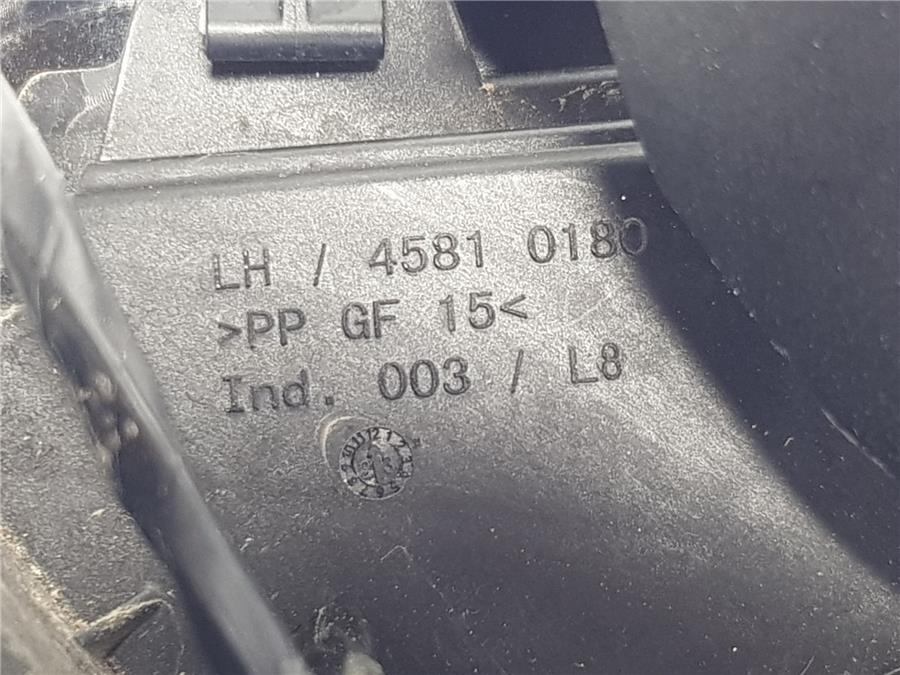 LH / 4581 0180
>PP GF 15<
Ind. 003 / L8